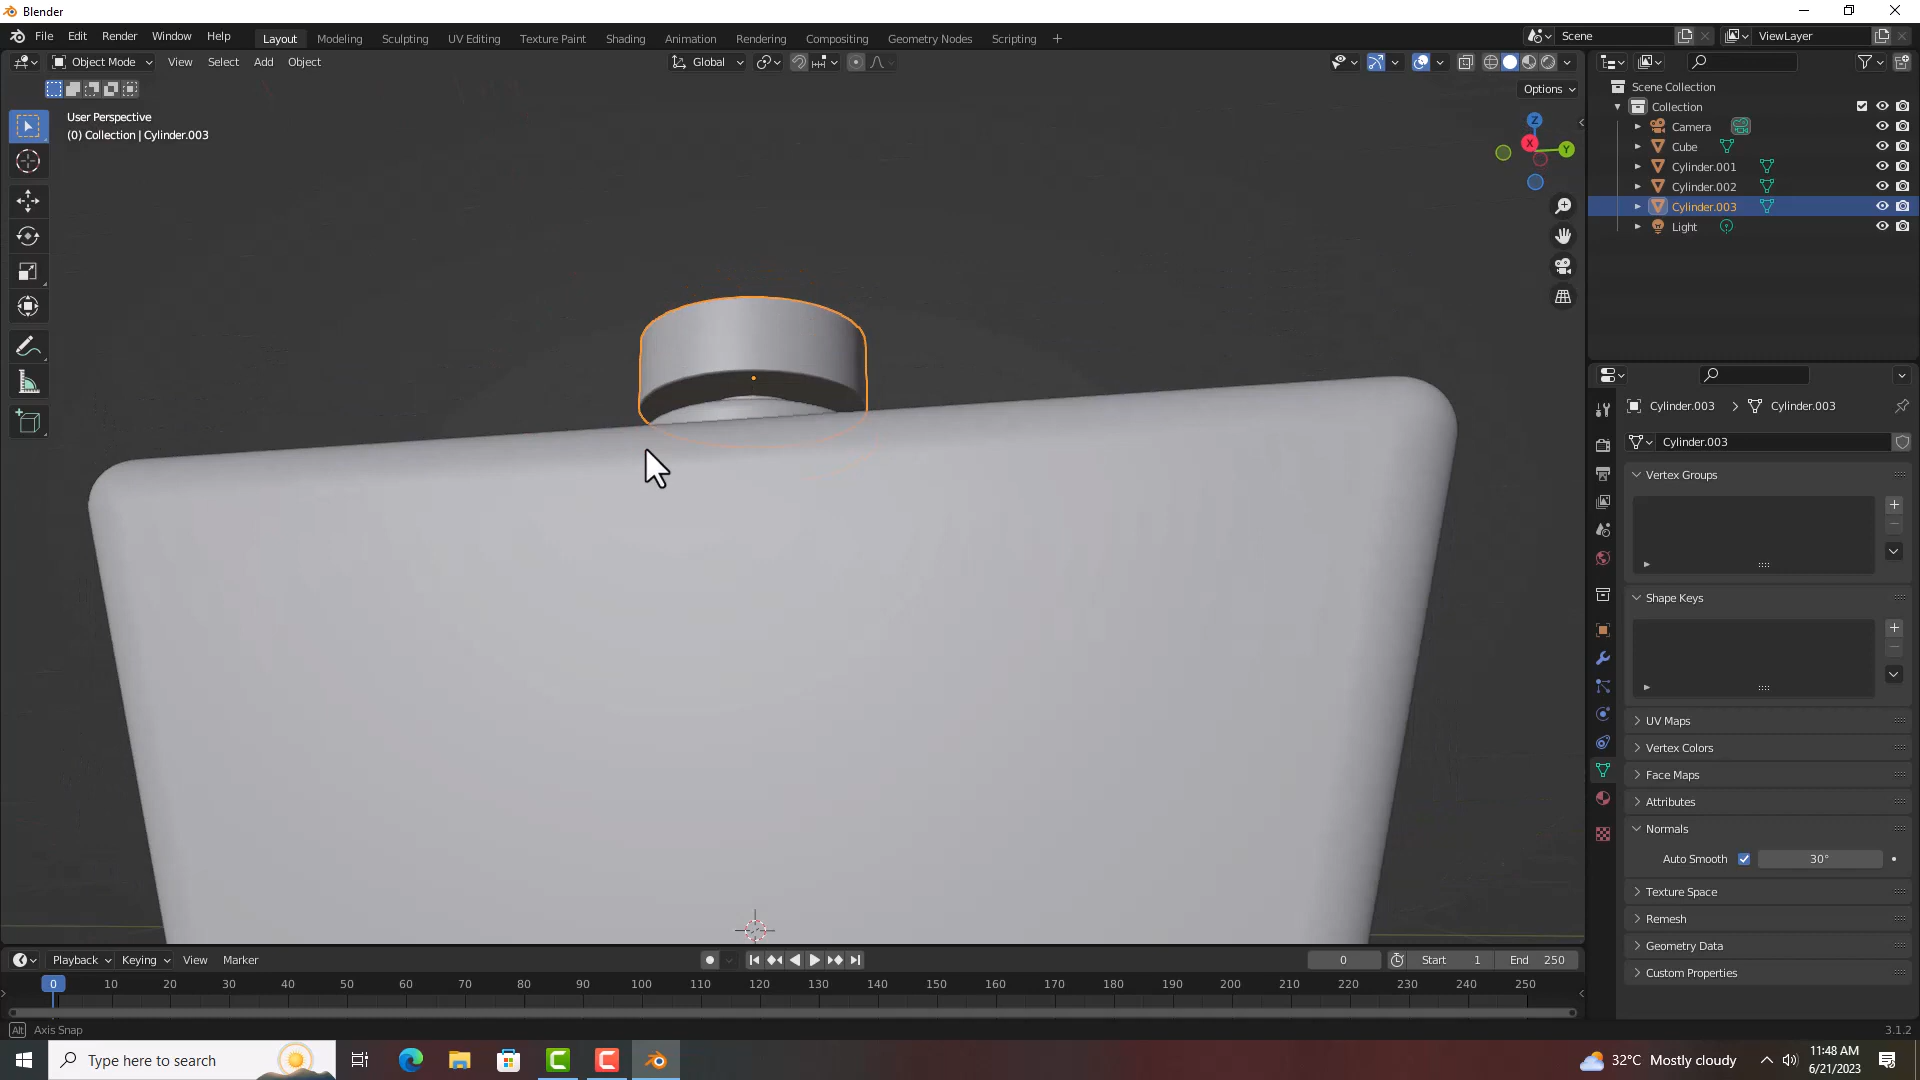 Blender
File Edit Render Window Help Layout Modeling Sculpting UV Editing Texture Paint Shading Animation Rendering Compositing Geometry Nodes Scripting Scene ViewLayer
Object Mode View Select Add Object Global
Options
User Perspective
(0) Collection | Cylinder.003
Z
X
Y
Scene Collection
Collection
Camera
Cube
Cylinder.001
Cylinder.002
Cylinder.003
Light
Cylinder.003 Cylinder.003
Cylinder.003
Vertex Groups
Shape Keys
UV Maps
Vertex Colors
Face Maps
Attributes
Normals
Auto Smooth 30°
Texture Space
Remesh
Geometry Data
Custom Properties
Playback Keying View Marker 0 Start 1 End 250
0 10 20 30 40 50 60 70 80 90 100 110 120 130 140 150 160 170 180 190 200 210 220 230 240 250
Alt Axis Snap 3.1.2
Type here to search 32°C Mostly cloudy 11:48 AM
6/21/2023